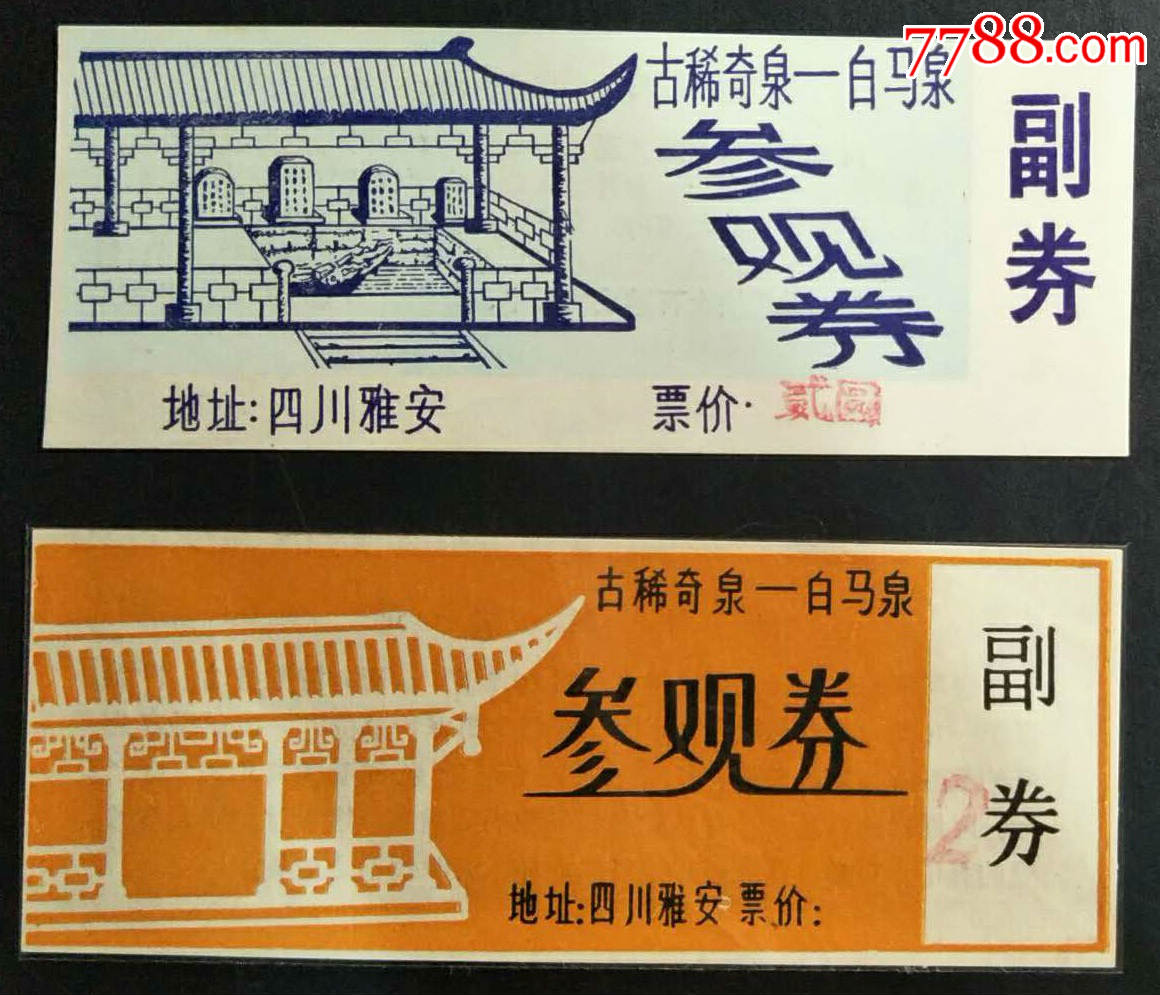 7788.com
古稀奇泉一白马泉
参观券
副券
地址:四川雅安
票价·贰圆
古稀奇泉一白马泉
参观券
副券
2
地址:四川雅安 票价: